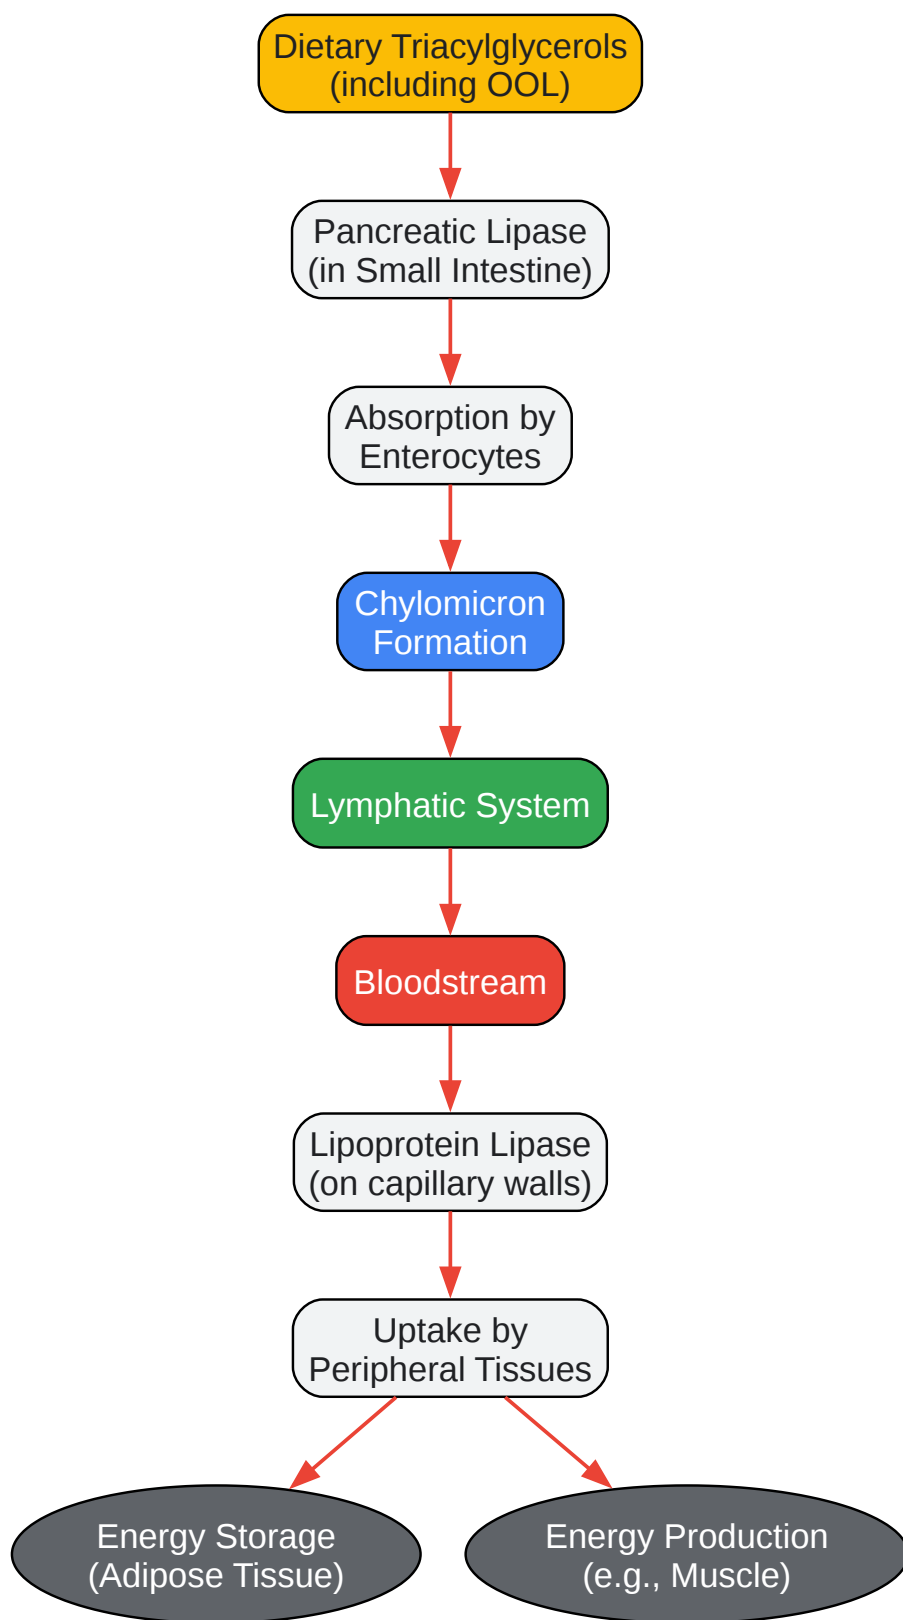 Dietary Triacylglycerols
(including OOL)
Pancreatic Lipase
(in Small Intestine)
Absorption by
Enterocytes
Chylomicron
Formation
Lymphatic System
Bloodstream
Lipoprotein Lipase
(on capillary walls)
Uptake by
Peripheral Tissues
Energy Storage
(Adipose Tissue)
Energy Production
(e.g., Muscle)